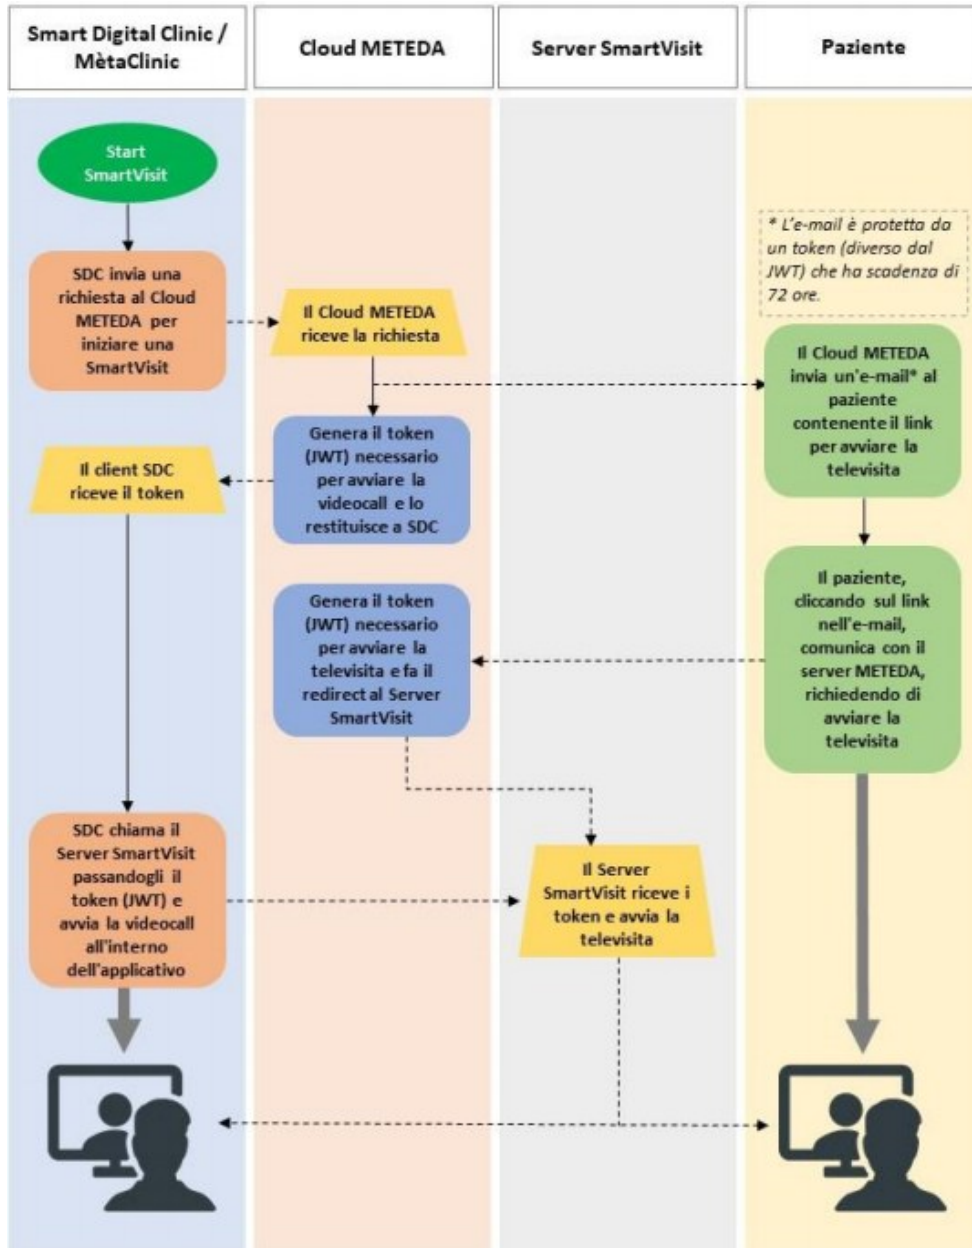 Smart Digital Clinic /
MètaClinic
Cloud METEDA
Server SmartVisit
Paziente
Start
SmartVisit
* L'e-mail è protetta da
un token (diverso dal
JWT) che ha scadenza di
72 ore.
SDC invia una
richiesta al Cloud
METEDA per
iniziare una
SmartVisit
Il Cloud METEDA
riceve la richiesta
Il Cloud METEDA
invia un'e-mail* al
paziente
contenente il link
per avviare la
televisita
Genera il token
(JWT) necessario
per avviare la
videocall e lo
restituisce a SDC
Il client SDC
riceve il token
Il paziente,
cliccando sul link
nell'e-mail,
comunica con il
server METEDA,
richiedendo di
avviare la
televisita
Genera il token
(JWT) necessario
per avviare la
televisita e fa il
redirect al Server
SmartVisit
SDC chiama il
Server SmartVisit
passandogli il
token (JWT) e
avvia la videocall
all'interno
dell'applicativo
Il Server
SmartVisit riceve i
token e avvia la
televisita